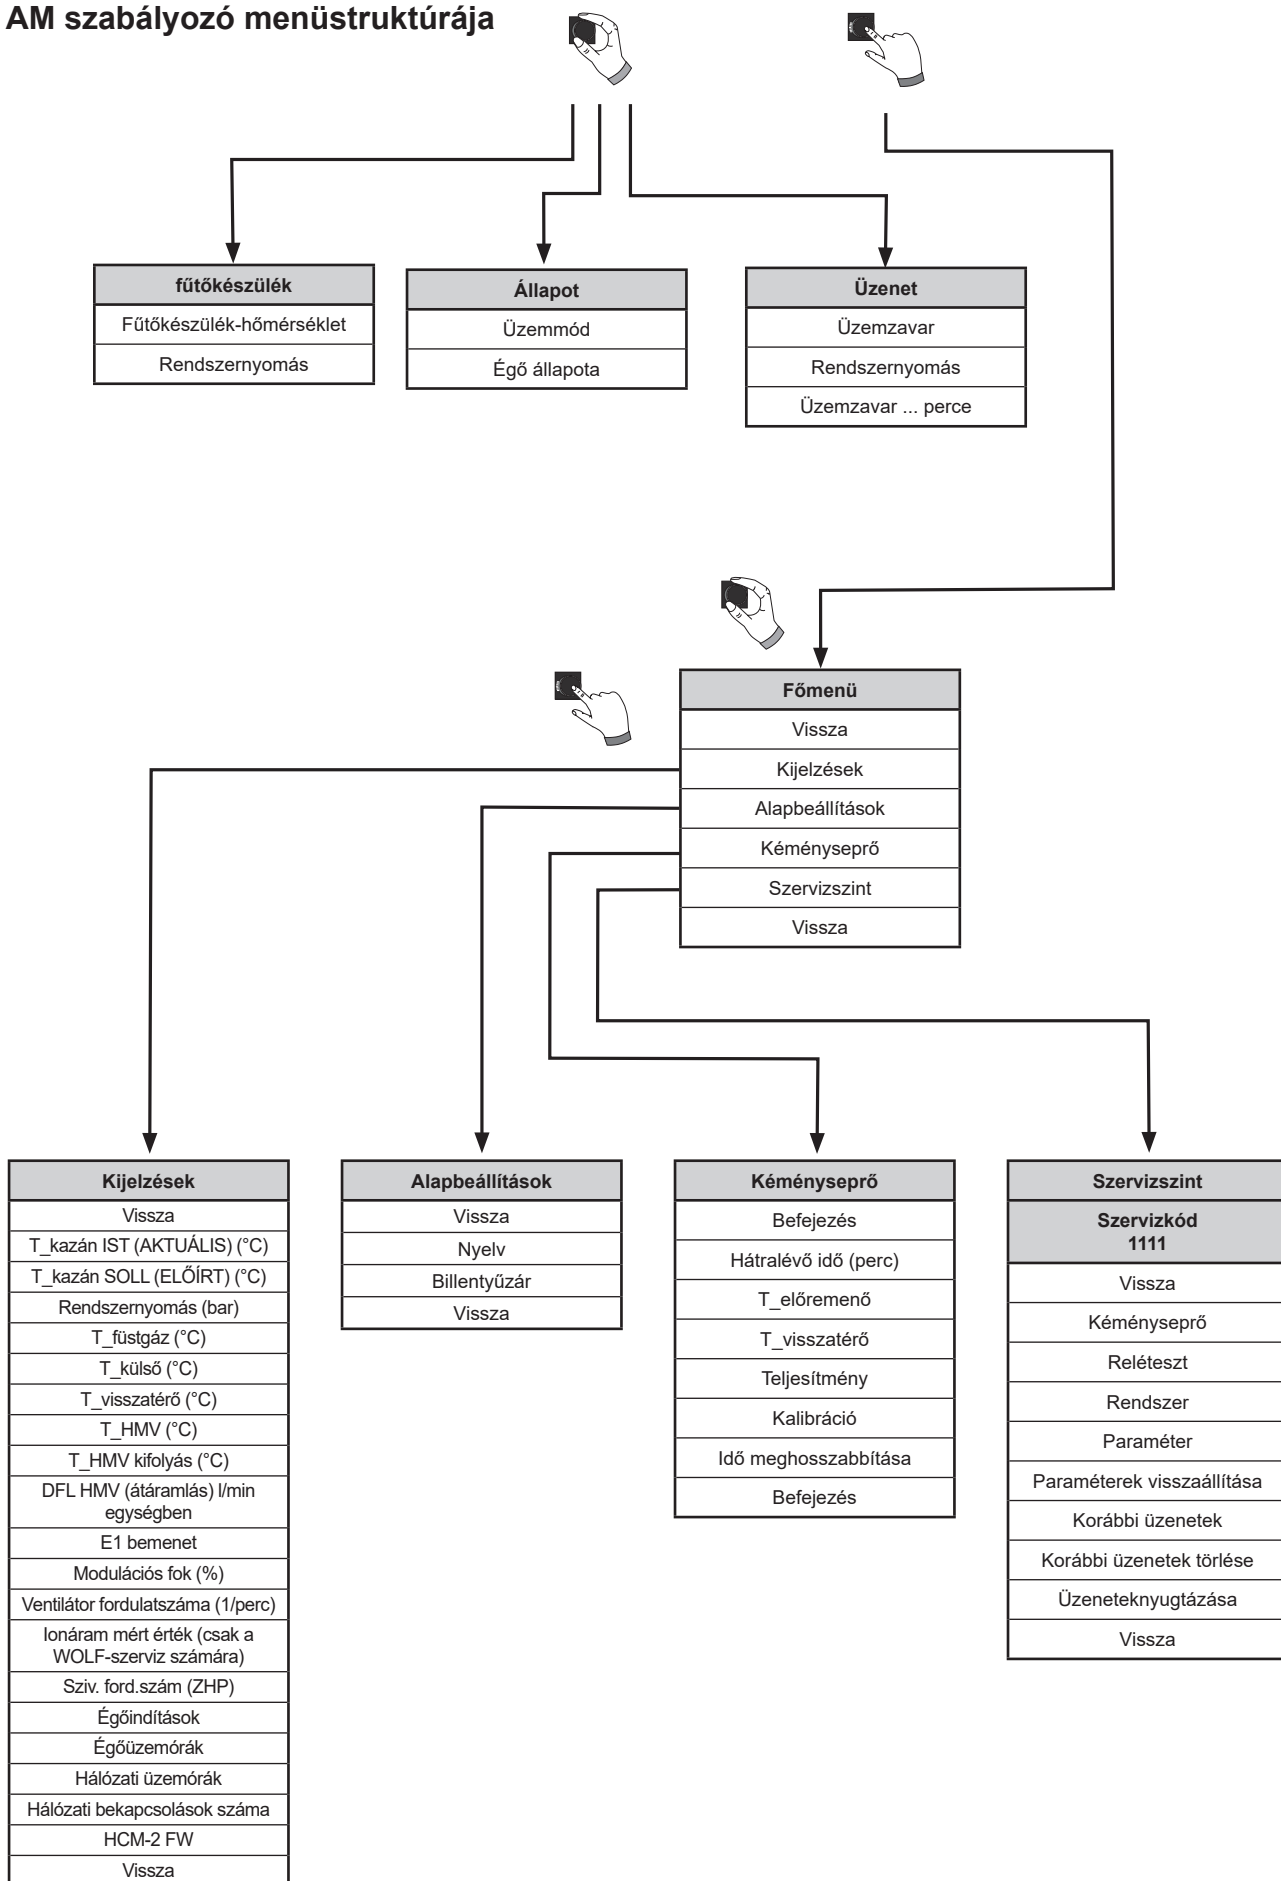 AM szabályozó menüstruktúrája
fűtőkészülék
Fűtőkészülék-hőmérséklet
Rendszernyomás
Állapot
Üzemmód
Égő állapota
Üzenet
Üzemzavar
Rendszernyomás
Üzemzavar ... perce
Főmenü
Vissza
Kijelzések
Alapbeállítások
Kéményseprő
Szervizszint
Vissza
Kijelzések
Vissza
T_kazán IST (AKTUÁLIS) (°C)
T_kazán SOLL (ELŐÍRT) (°C)
Rendszernyomás (bar)
T_füstgáz (°C)
T_külső (°C)
T_visszatérő (°C)
T_HMV (°C)
T_HMV kifolyás (°C)
DFL HMV (átáramlás) l/min
egységben
E1 bemenet
Modulációs fok (%)
Ventilátor fordulatszáma (1/perc)
Ionáram mért érték (csak a
WOLF-szerviz számára)
Sziv. ford.szám (ZHP)
Égőindítások
Égőüzemórák
Hálózati üzemórák
Hálózati bekapcsolások száma
HCM-2 FW
Vissza
Alapbeállítások
Vissza
Nyelv
Billentyűzár
Vissza
Kéményseprő
Befejezés
Hátralévő idő (perc)
T_előremenő
T_visszatérő
Teljesítmény
Kalibráció
Idő meghosszabbítása
Befejezés
Szervizszint
Szervizkód
1111
Vissza
Kéményseprő
Reléteszt
Rendszer
Paraméter
Paraméterek visszaállítása
Korábbi üzenetek
Korábbi üzenetek törlése
Üzeneteknyugtázása
Vissza